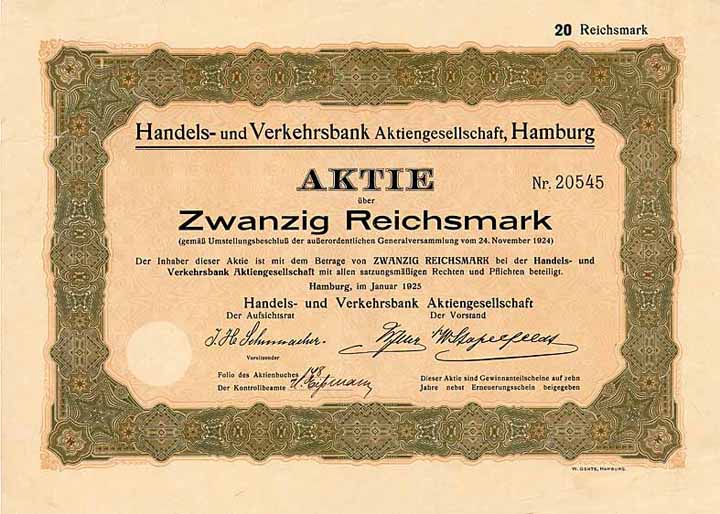 20 Reichsmark
Handels- und Verkehrsbank Aktiengesellschaft, Hamburg
AKTIE
Nr. 20545
über
Zwanzig Reichsmark
(gemäß Umstellungsbeschluß der außerordentlichen Generalversammlung vom 24. November 1924)
Der Inhaber dieser Aktie ist mit dem Betrage von ZWANZIG REICHSMARK bei der Handels- und
Verkehrsbank Aktiengesellschaft mit allen satzungsmäßigen Rechten und Pflichten beteiligt.
Hamburg, im Januar 1925
Handels- und Verkehrsbank Aktiengesellschaft
Der Aufsichtsrat Der Vorstand
J. H. Schumacher.
Vorsitzender
Folio des Aktienbuches 148
Der Kontrollbeamte
Dieser Aktie sind Gewinnanteilscheine auf zehn
Jahre nebst Erneuerungsschein beigegeben
W. GENTE, HAMBURG.